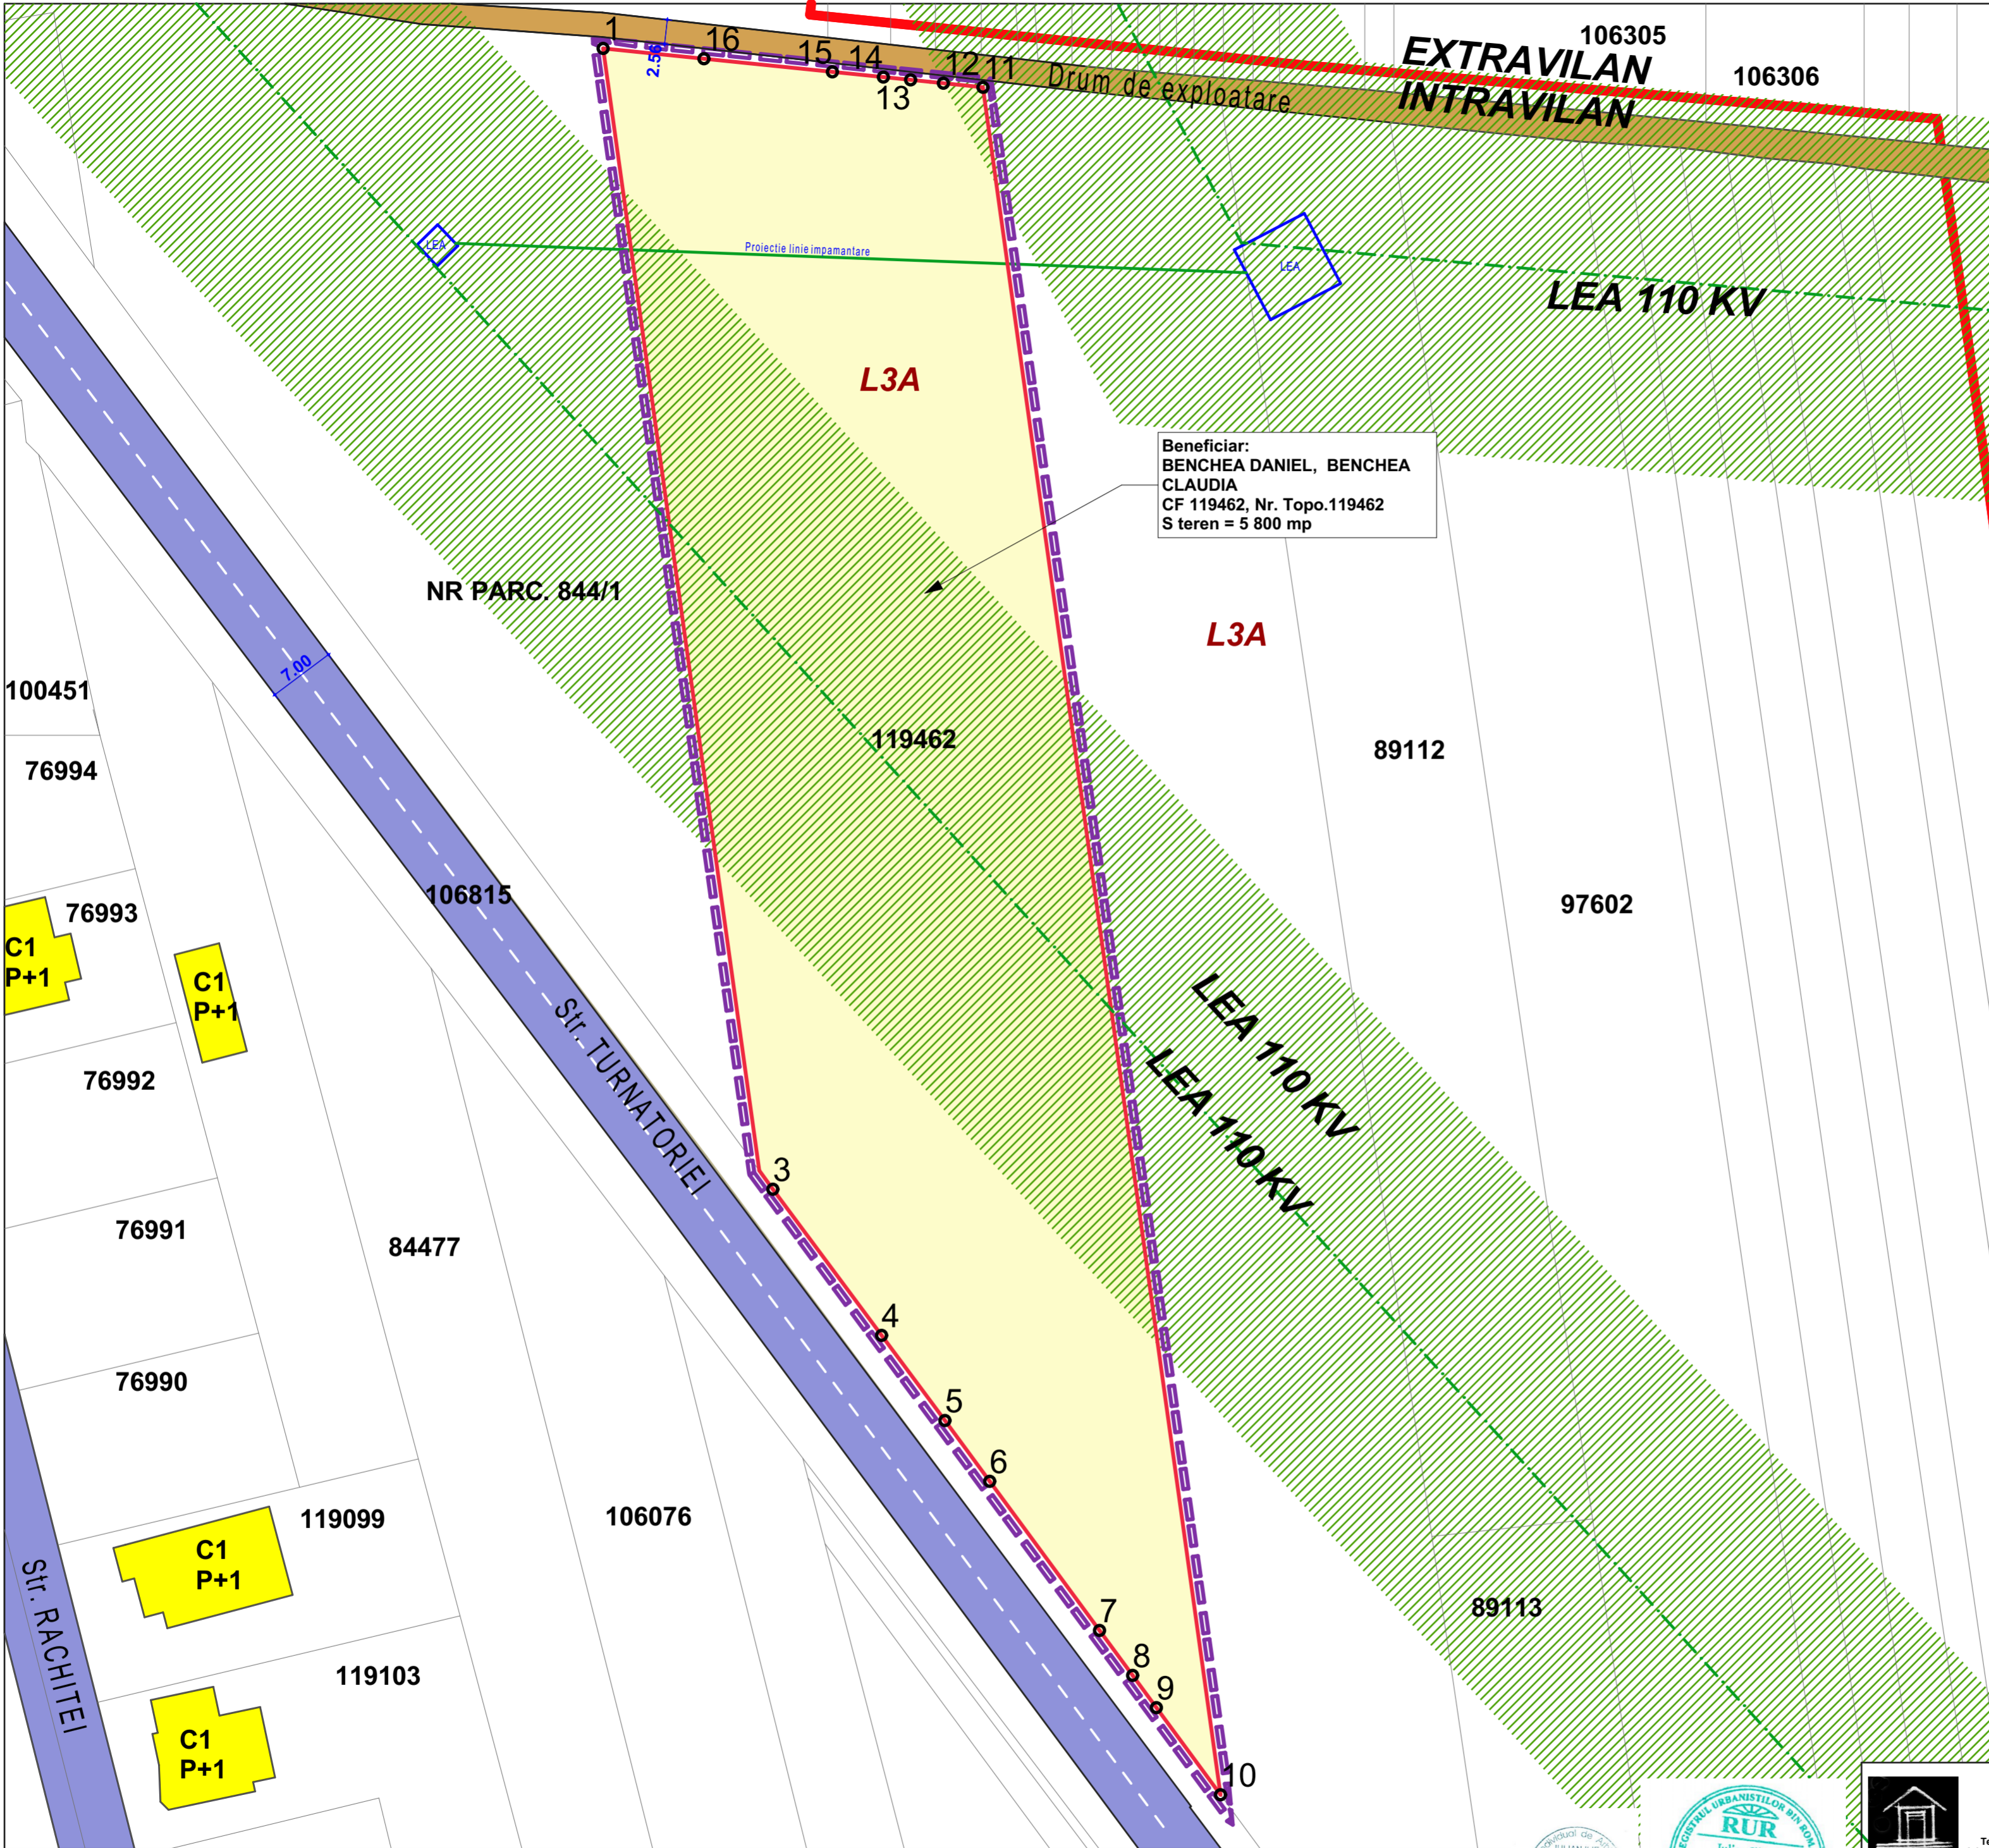 106305
106306
EXTRAVILAN
INTRAVILAN
Drum de exploatare
1
16
15
14
13
12
11
2.56
LEA
Proiectie linie impamantare
LEA
LEA 110 KV
L3A
Beneficiar:
BENCHEA DANIEL, BENCHEA
CLAUDIA
CF 119462, Nr. Topo.119462
S teren = 5 800 mp
NR PARC. 844/1
L3A
7.00
100451
76994
119462
89112
106815
97602
76993
C1
P+1
C1
P+1
Str. TURNATORIEI
LEA 110 KV
LEA 110 KV
76992
3
76991
84477
4
76990
5
6
119099
106076
C1
P+1
Str. RACHITEI
89113
7
8
9
119103
C1
P+1
10
REGISTRUL URBANISTILOR DIN
RUR